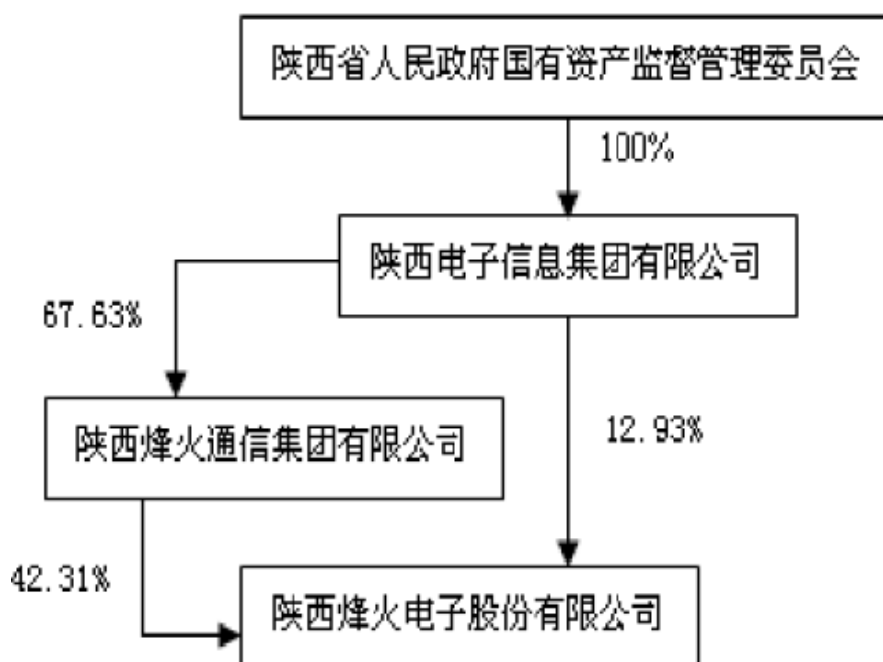 陕西省人民政府国有资产监督管理委员会
100%
陕西电子信息集团有限公司
67.63%
陕西烽火通信集团有限公司
12.93%
42.31%
陕西烽火电子股份有限公司